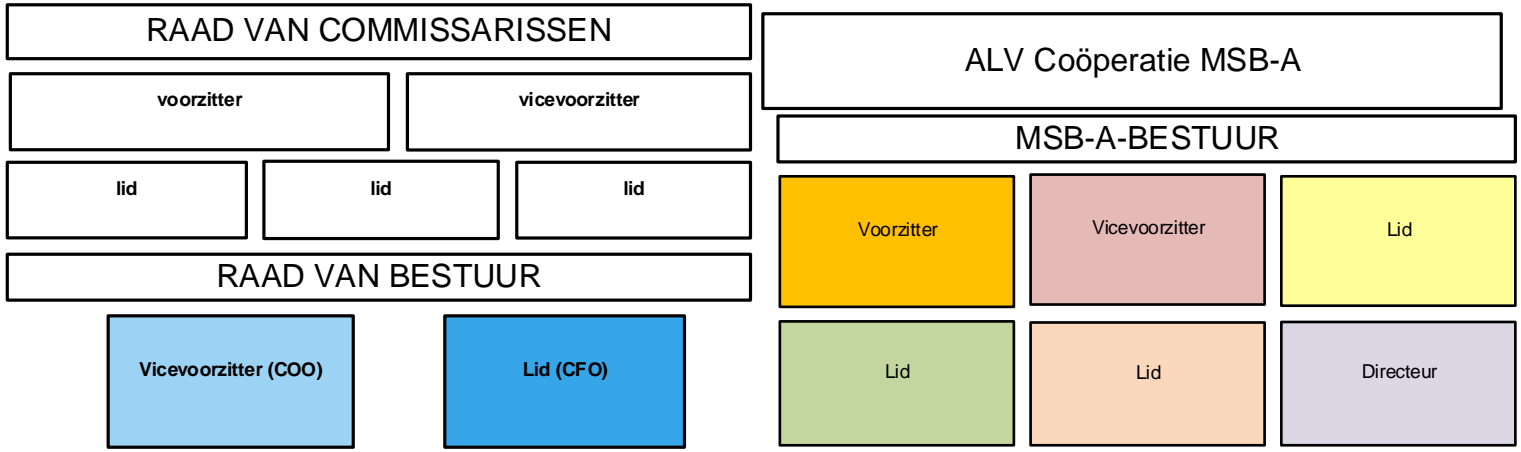 RAAD VAN COMMISSARISSEN
voorzitter
vicevoorzitter
lid
lid
lid
RAAD VAN BESTUUR
Vicevoorzitter (COO)
Lid (CFO)
ALV Coöperatie MSB-A
MSB-A-BESTUUR
Voorzitter
Vicevoorzitter
Lid
Lid
Lid
Directeur